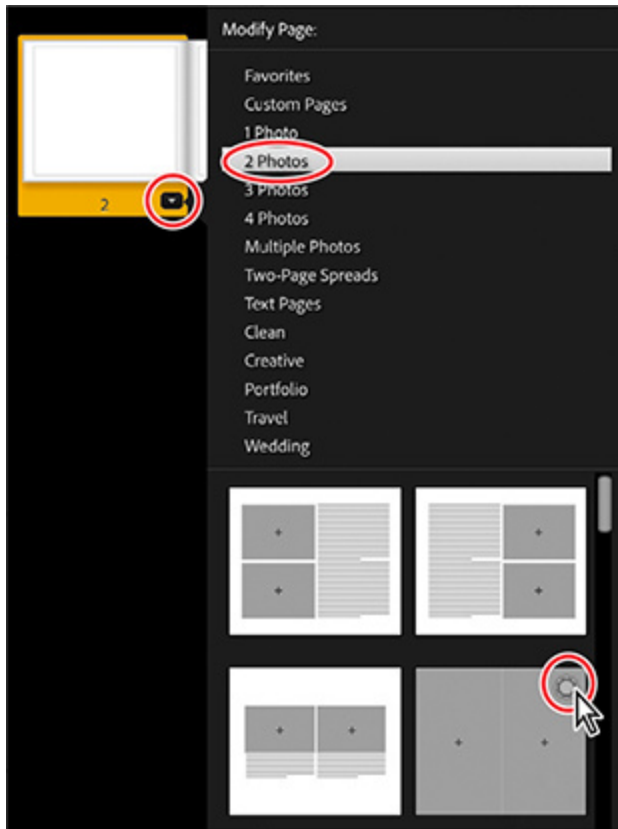 Modify Page:
Favorites
Custom Pages
1 Photo
2 Photos
3 Photos
4 Photos
Multiple Photos
Two-Page Spreads
Text Pages
Clean
Creative
Portfolio
Travel
Wedding
2